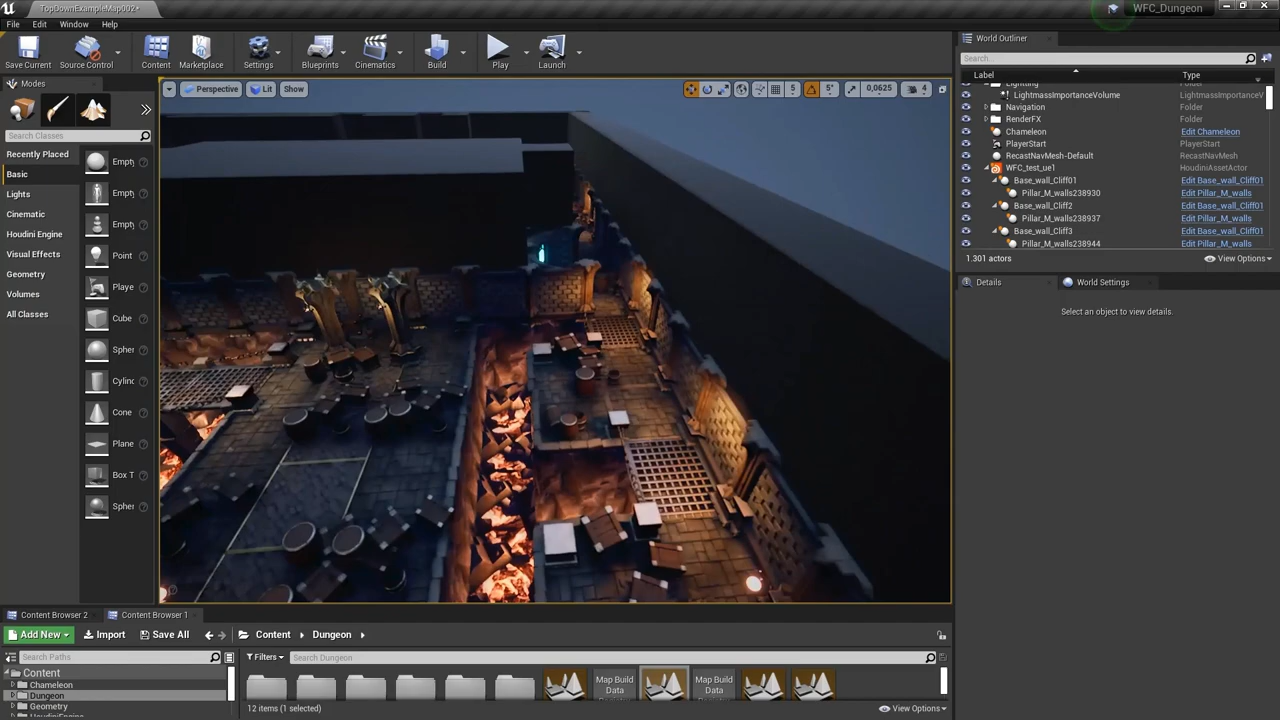 TopDownExampleMap002*
WFC_Dungeon
File Edit Window Help
Save Current
Source Control
Content
Marketplace
Settings
Blueprints
Cinematics
Build
Play
Launch
Modes
Search Classes
Recently Played
Basic
Lights
Cinematic
Houdini Engine
Visual Effects
Geometry
Volumes
All Classes
Empty
Empt
Empt
Point
Playe
Cube
Spher
Cylinc
Cone
Plane
Box T
Spher
Perspective
Lit
Show
5
5°
0,0625
4
World Outliner
Search...
Label Type
Lighting Folder
LightmassImportanceVolume LightmassImportanceV
Navigation Folder
RenderFX Folder
Chameleon Edit Chameleon
PlayerStart PlayerStart
RecastNavMesh-Default RecastNavMesh
WFC_test_ue1 HoudiniAssetActor
Base_wall_Cliff01 Edit Base_wall_Cliff01
Pillar_M_walls238930 Edit Pillar_M_walls
Base_wall_Cliff2 Edit Base_wall_Cliff01
Pillar_M_walls238937 Edit Pillar_M_walls
Base_wall_Cliff3 Edit Base_wall_Cliff01
Pillar_M_walls238944 Edit Pillar_M_walls
1.301 actors
View Options
Details
World Settings
Select an object to view details.
Content Browser 2
Content Browser 1
Add New
Import
Save All
Content
Dungeon
Search Paths
Filters
Search Dungeon
Content
Chameleon
Dungeon
Geometry
Map Build
Data
Map Build
Data
12 items (1 selected)
View Options